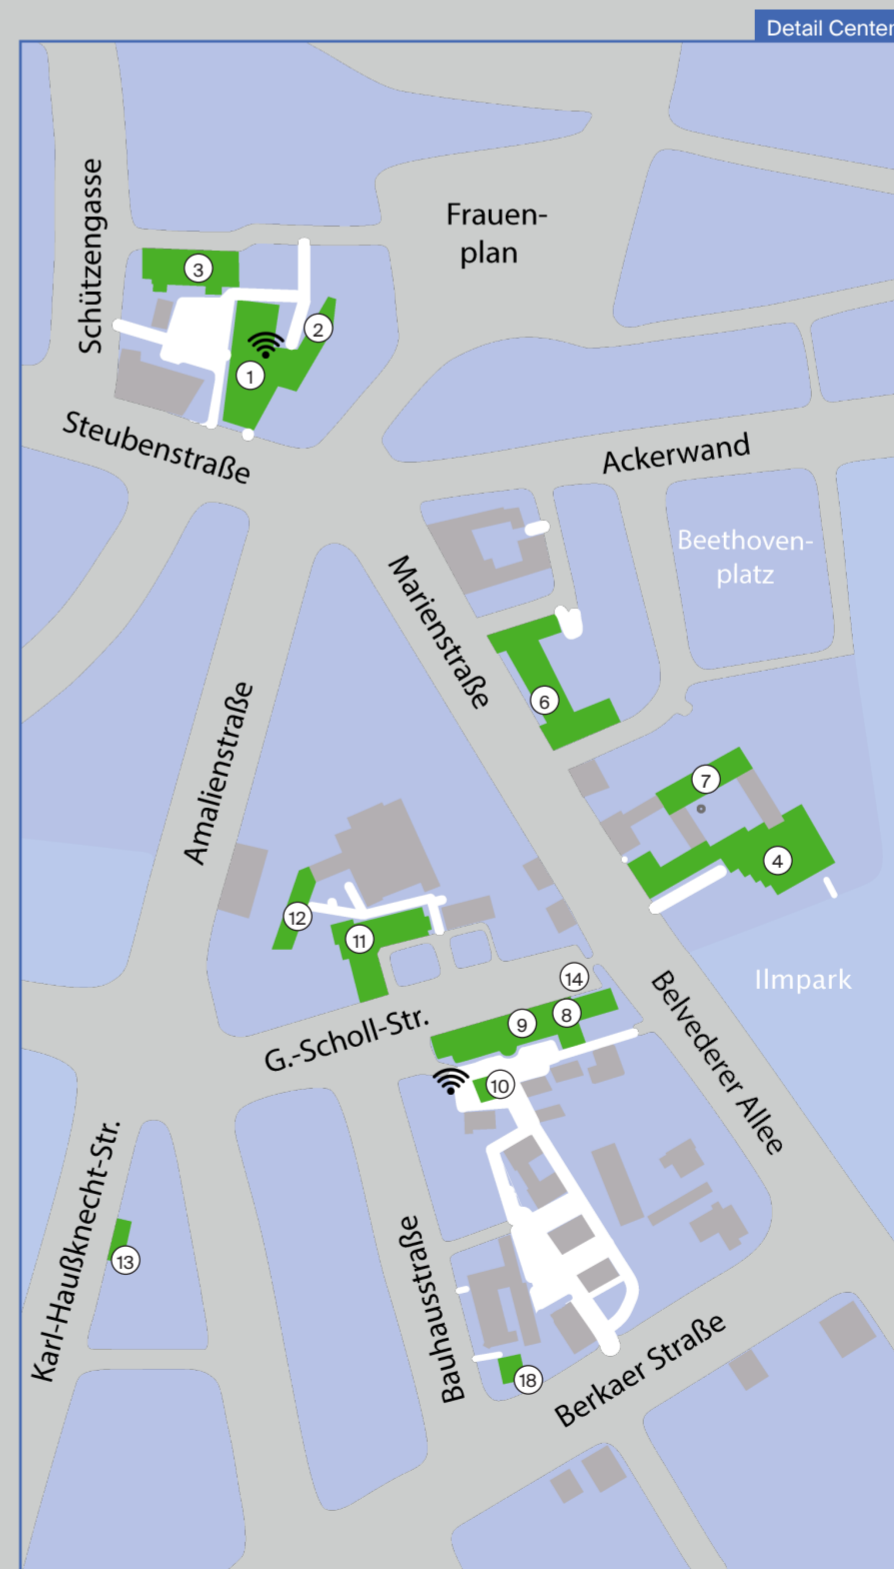 Detail Center
Schützengasse
Frauen-
plan
3
2
1
Steubenstraße
Ackerwand
Beethoven-
platz
Marienstraße
6
Amalienstraße
7
4
12
11
14
Ilmpark
9
8
G.-Scholl-Str.
Belvederer Allee
10
Karl-Haußknecht-Str.
13
Bauhausstraße
18
Berkaer Straße